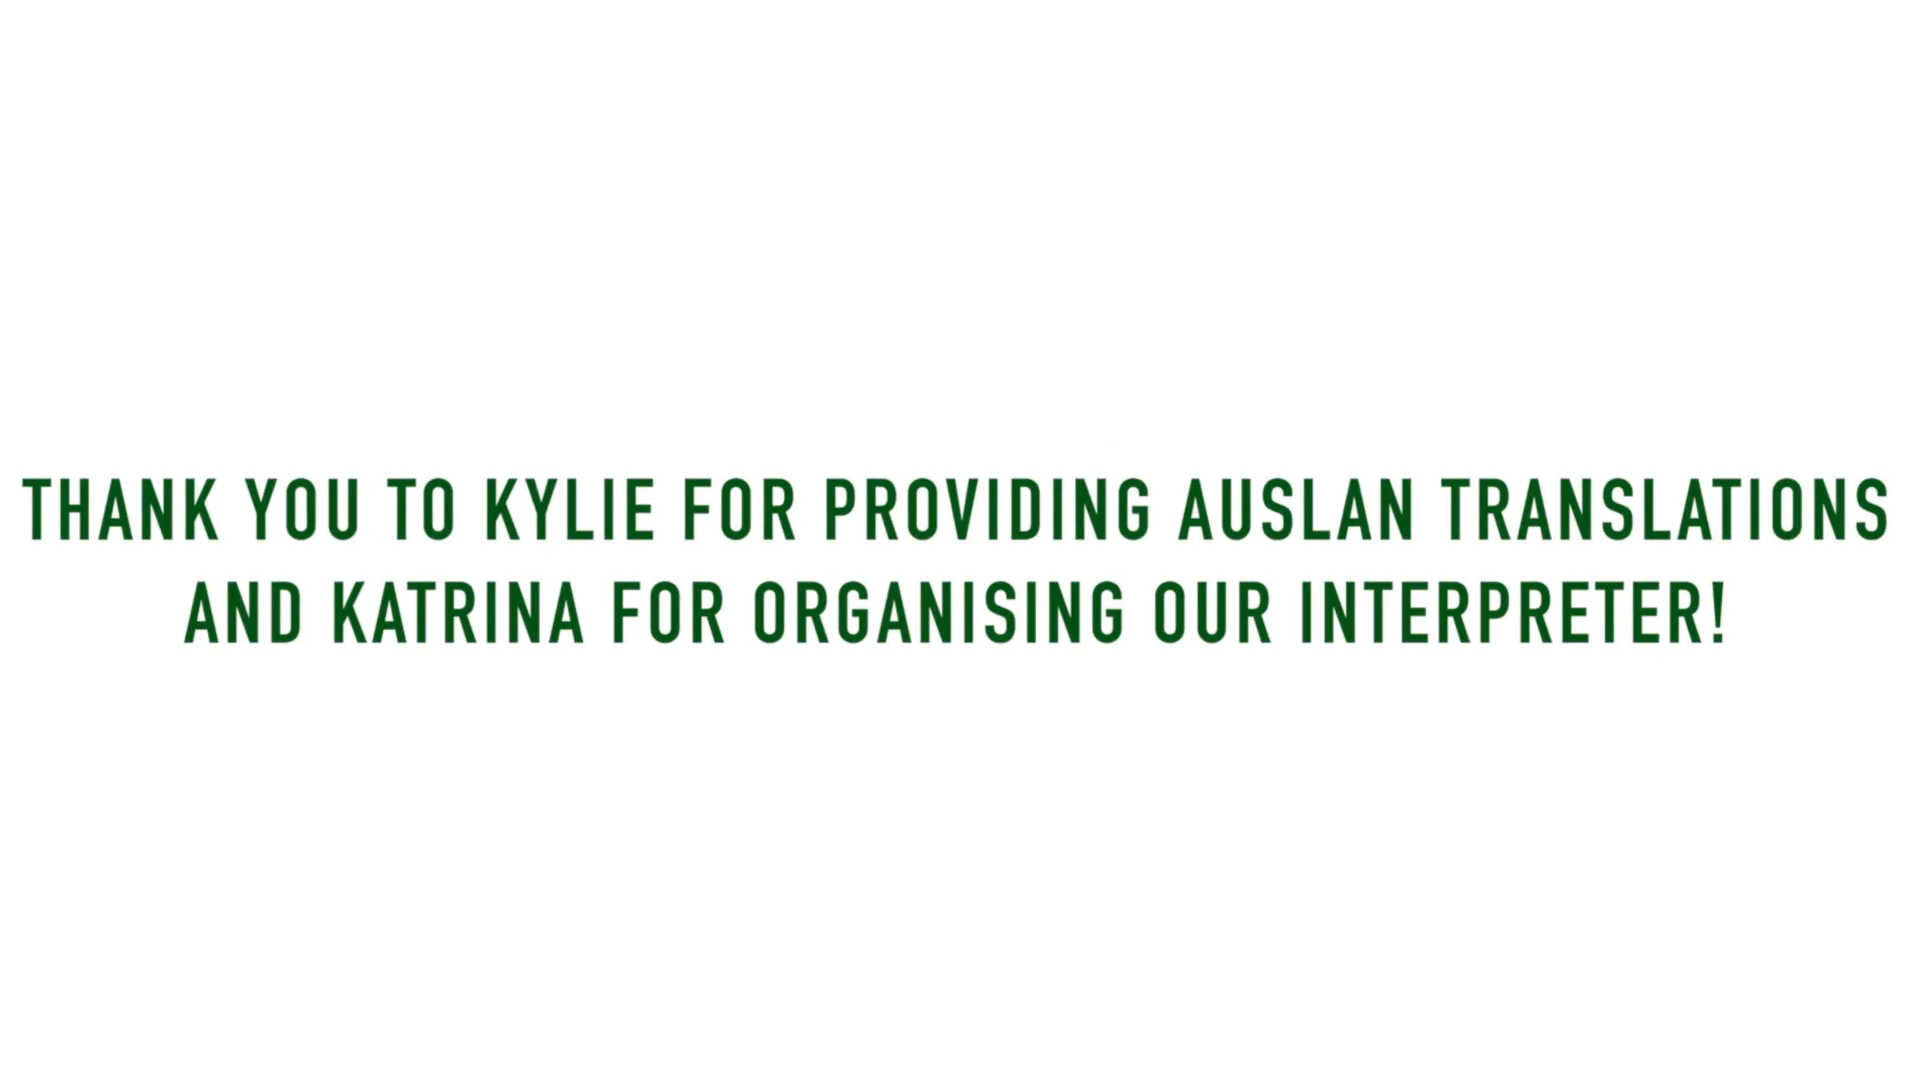 THANK YOU TO KYLIE FOR PROVIDING AUSLAN TRANSLATIONS
AND KATRINA FOR ORGANISING OUR INTERPRETER!